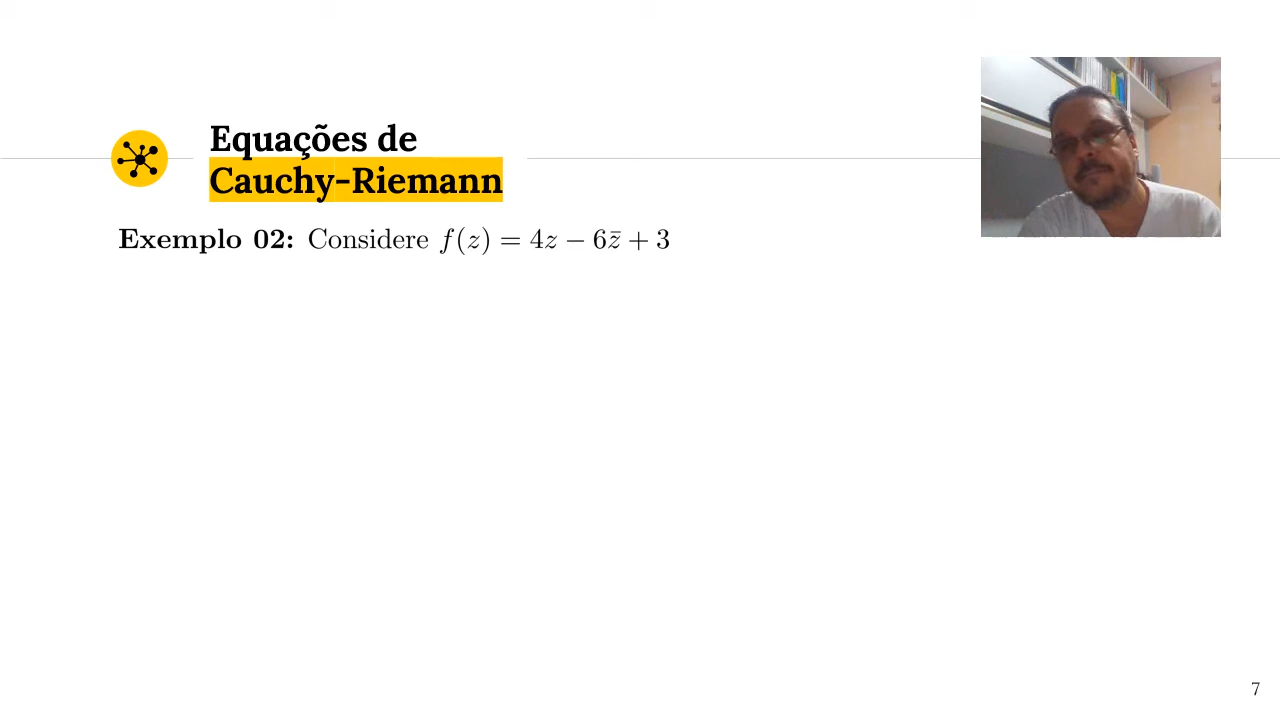 Equações de
Cauchy-Riemann
Exemplo 02: Considere f(z) = 4z − 6z̄ + 3
7